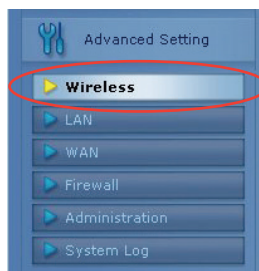 Advanced Setting
Wireless
LAN
WAN
Firewall
Administration
System Log